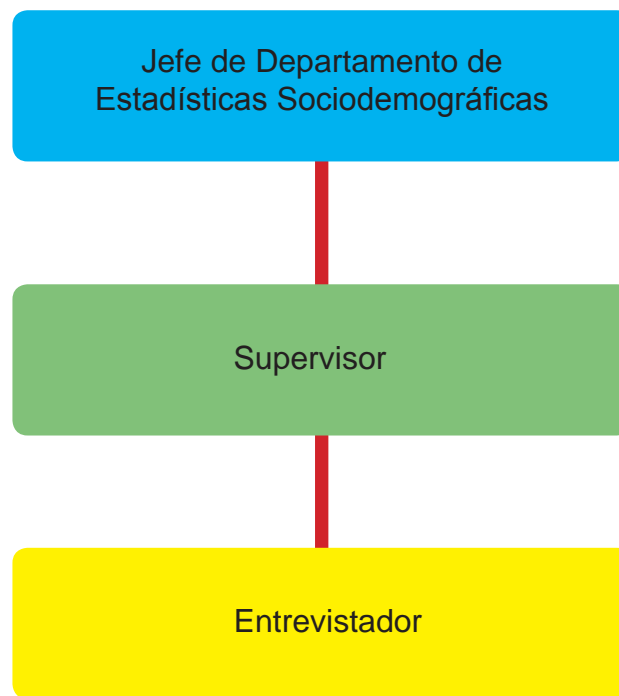 Jefe de Departamento de
Estadísticas Sociodemográficas
Supervisor
Entrevistador